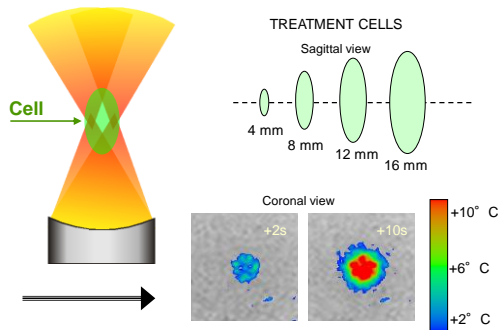 TREATMENT CELLS
Sagittal view
Cell
4 mm
8 mm
12 mm
16 mm
Coronal view
+2s
+10s
+10° C
+6° C
+2° C